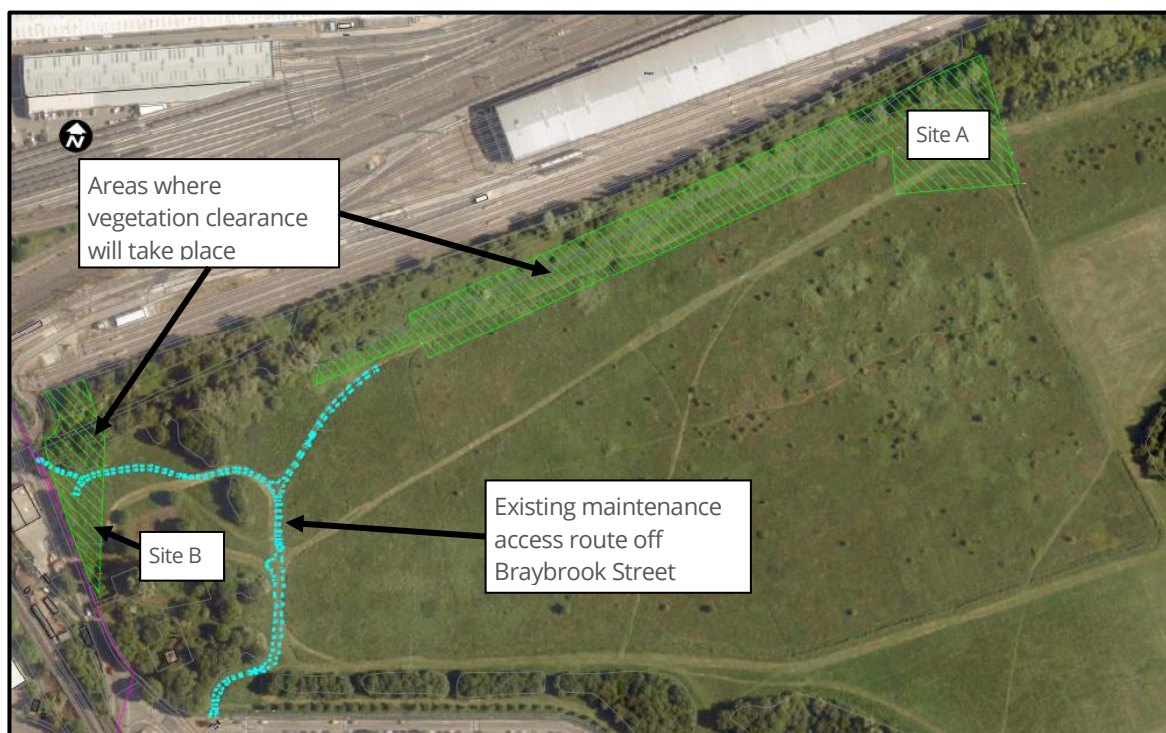 N
Site A
Areas where
vegetation clearance
will take place
Existing maintenance
access route off
Braybrook Street
Site B